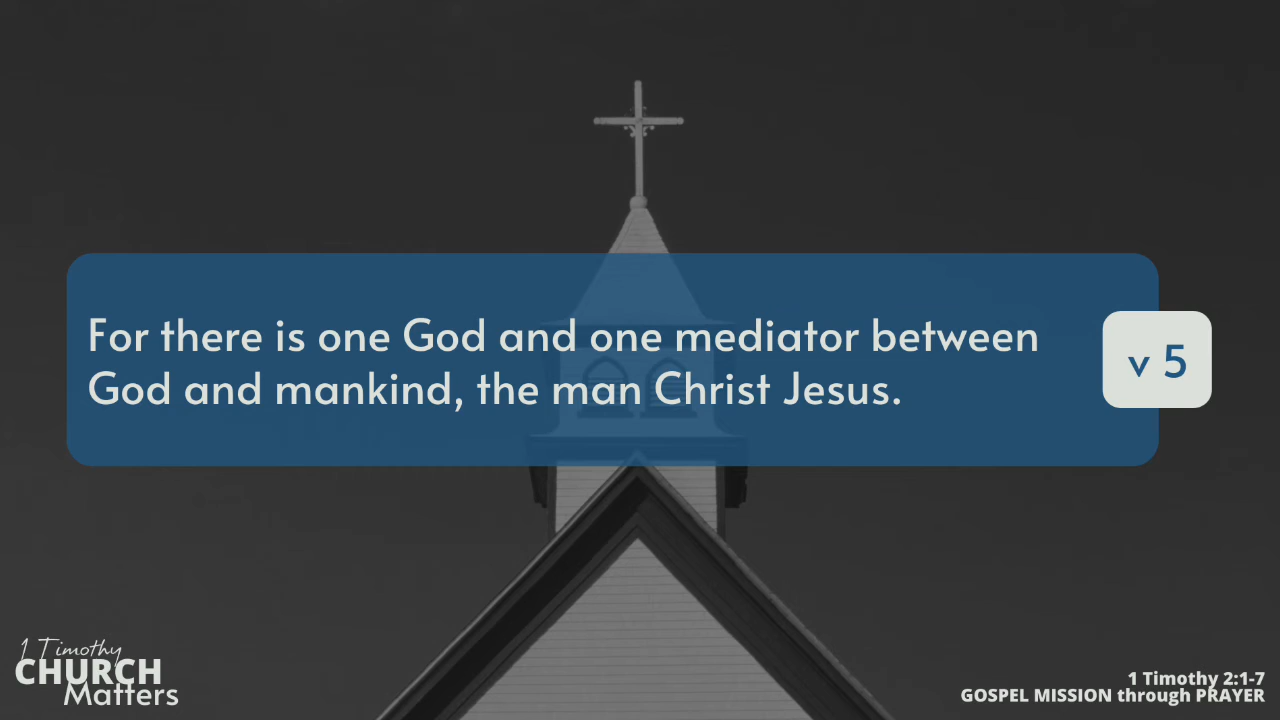 For there is one God and one mediator between
God and mankind, the man Christ Jesus.
v 5
1 Timothy
CHURCH
Matters
1 Timothy 2:1-7
GOSPEL MISSION through PRAYER